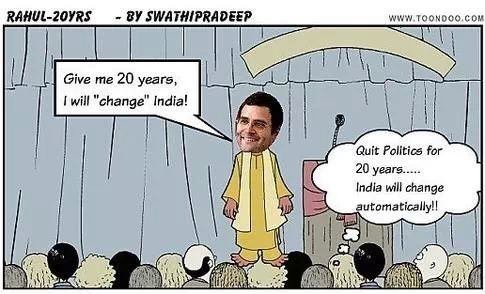 RAHUL-20YRS - BY SWATHIPRADEEP
WWW.TOONDOO.COM
Give me 20 years,
I will "change" India!
Quit Politics for
20 years.....
India will change
automatically!!